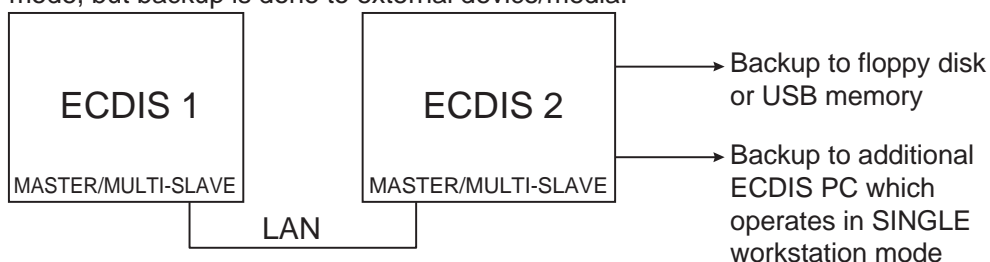 mode, but backup is done to external device/media.
ECDIS 1
MASTER/MULTI-SLAVE
LAN
ECDIS 2
MASTER/MULTI-SLAVE
Backup to floppy disk
or USB memory
Backup to additional
ECDIS PC which
operates in SINGLE
workstation mode